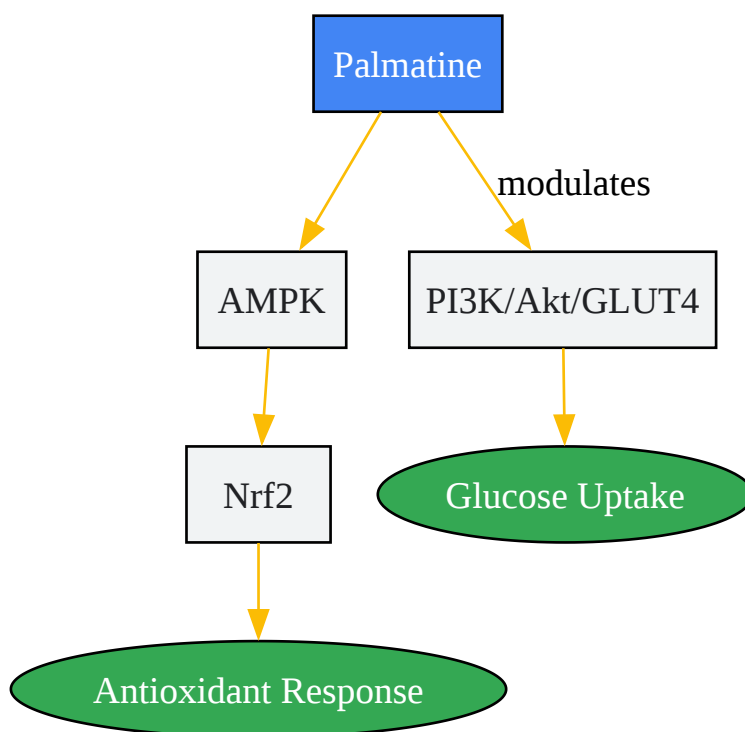 Palmatine
modulates
AMPK
PI3K/Akt/GLUT4
Nrf2
Glucose Uptake
Antioxidant Response